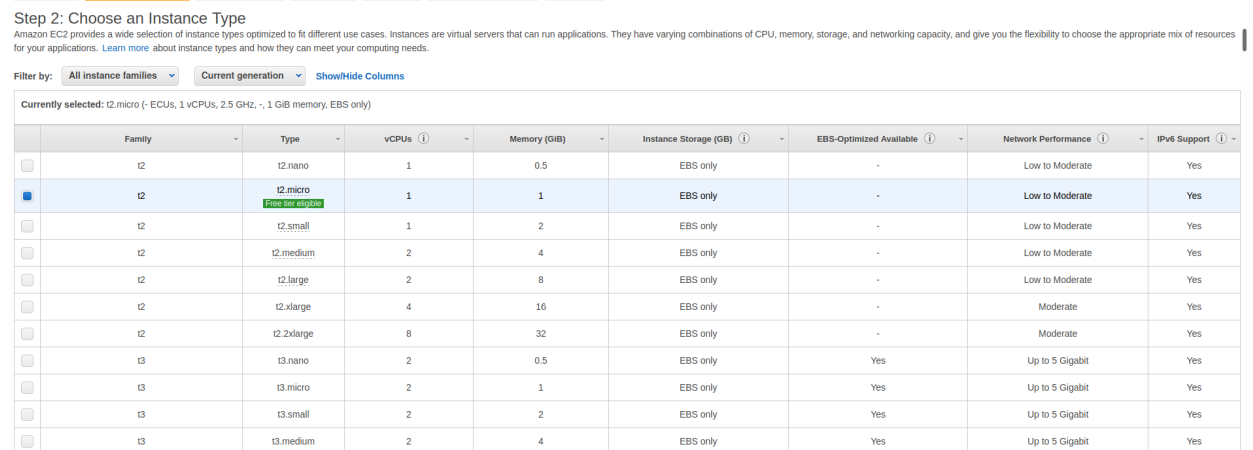 Step 2: Choose an Instance Type
Amazon EC2 provides a wide selection of instance types optimized to fit different use cases. Instances are virtual servers that can run applications. They have varying combinations of CPU, memory, storage, and networking capacity, and give you the flexibility to choose the appropriate mix of resources
for your applications. Learn more about instance types and how they can meet your computing needs.
Filter by: All instance families Current generation Show/Hide Columns
Currently selected: t2.micro (- ECUs, 1 vCPUs, 2.5 GHz, -, 1 GiB memory, EBS only)
Family Type vCPUs i Memory (GiB) Instance Storage (GB) i EBS-Optimized Available i Network Performance i IPv6 Support i
t2 t2.nano 1 0.5 EBS only - Low to Moderate Yes
t2 t2.micro 1 1 EBS only - Low to Moderate Yes
Free tier eligible
t2 t2.small 1 2 EBS only - Low to Moderate Yes
t2 t2.medium 2 4 EBS only - Low to Moderate Yes
t2 t2.large 2 8 EBS only - Low to Moderate Yes
t2 t2.xlarge 4 16 EBS only - Moderate Yes
t2 t2.2xlarge 8 32 EBS only - Moderate Yes
t3 t3.nano 2 0.5 EBS only Yes Up to 5 Gigabit Yes
t3 t3.micro 2 1 EBS only Yes Up to 5 Gigabit Yes
t3 t3.small 2 2 EBS only Yes Up to 5 Gigabit Yes
t3 t3.medium 2 4 EBS only Yes Up to 5 Gigabit Yes